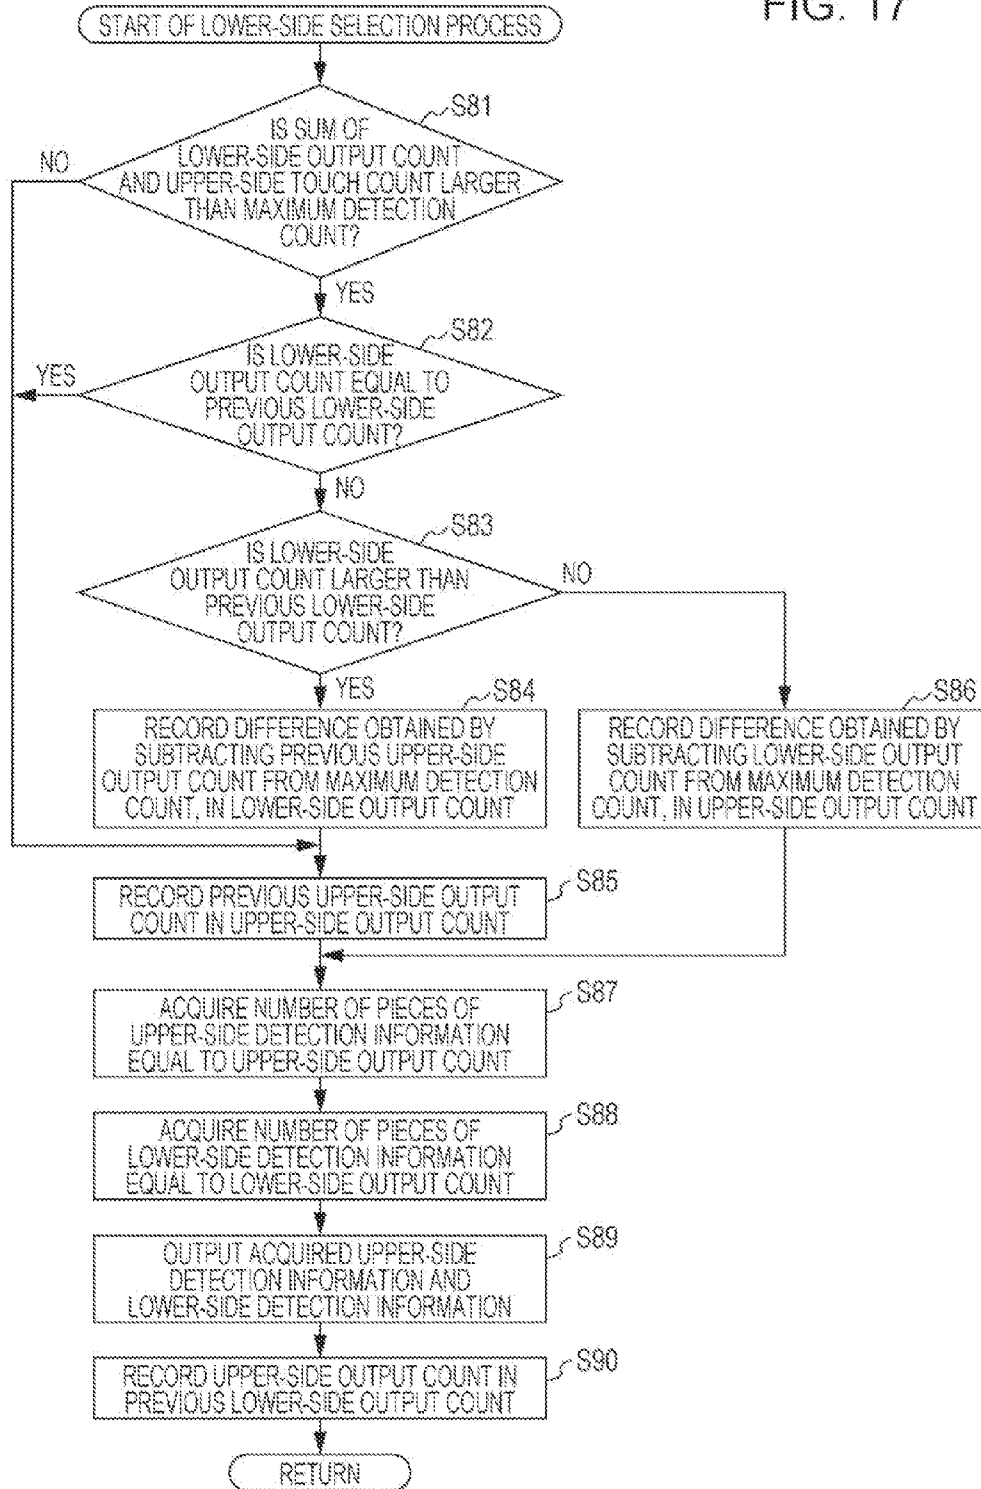 FIG. 17
START OF LOWER-SIDE SELECTION PROCESS
S81
IS SUM OF
LOWER-SIDE OUTPUT COUNT
AND UPPER-SIDE TOUCH COUNT LARGER
THAN MAXIMUM DETECTION
COUNT?
NO
YES
S82
IS LOWER-SIDE
OUTPUT COUNT EQUAL TO
PREVIOUS LOWER-SIDE
OUTPUT COUNT?
YES
NO
S83
IS LOWER-SIDE
OUTPUT COUNT LARGER THAN
PREVIOUS LOWER-SIDE
OUTPUT COUNT?
NO
YES
S84
RECORD DIFFERENCE OBTAINED BY
SUBTRACTING PREVIOUS UPPER-SIDE
OUTPUT COUNT FROM MAXIMUM DETECTION
COUNT, IN LOWER-SIDE OUTPUT COUNT
S86
RECORD DIFFERENCE OBTAINED BY
SUBTRACTING LOWER-SIDE OUTPUT
COUNT FROM MAXIMUM DETECTION
COUNT, IN UPPER-SIDE OUTPUT COUNT
S85
RECORD PREVIOUS UPPER-SIDE OUTPUT
COUNT IN UPPER-SIDE OUTPUT COUNT
S87
ACQUIRE NUMBER OF PIECES OF
UPPER-SIDE DETECTION INFORMATION
EQUAL TO UPPER-SIDE OUTPUT COUNT
S88
ACQUIRE NUMBER OF PIECES OF
LOWER-SIDE DETECTION INFORMATION
EQUAL TO LOWER-SIDE OUTPUT COUNT
S89
OUTPUT ACQUIRED UPPER-SIDE
DETECTION INFORMATION AND
LOWER-SIDE DETECTION INFORMATION
S90
RECORD UPPER-SIDE OUTPUT COUNT IN
PREVIOUS LOWER-SIDE OUTPUT COUNT
RETURN